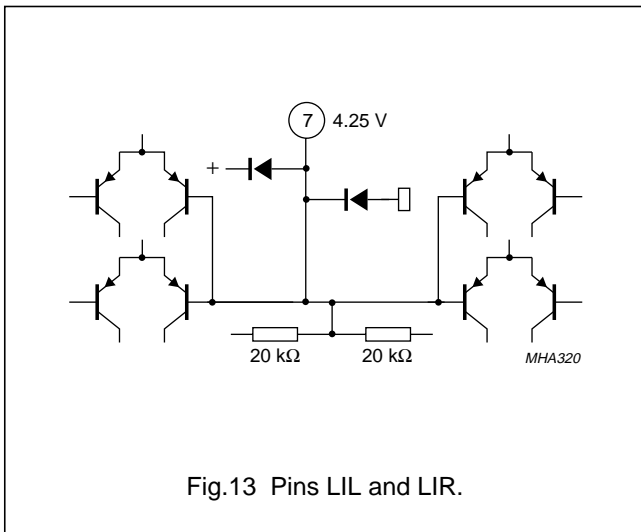 7 4.25 V
+
20 kΩ 20 kΩ
MHA320
Fig.13 Pins LIL and LIR.